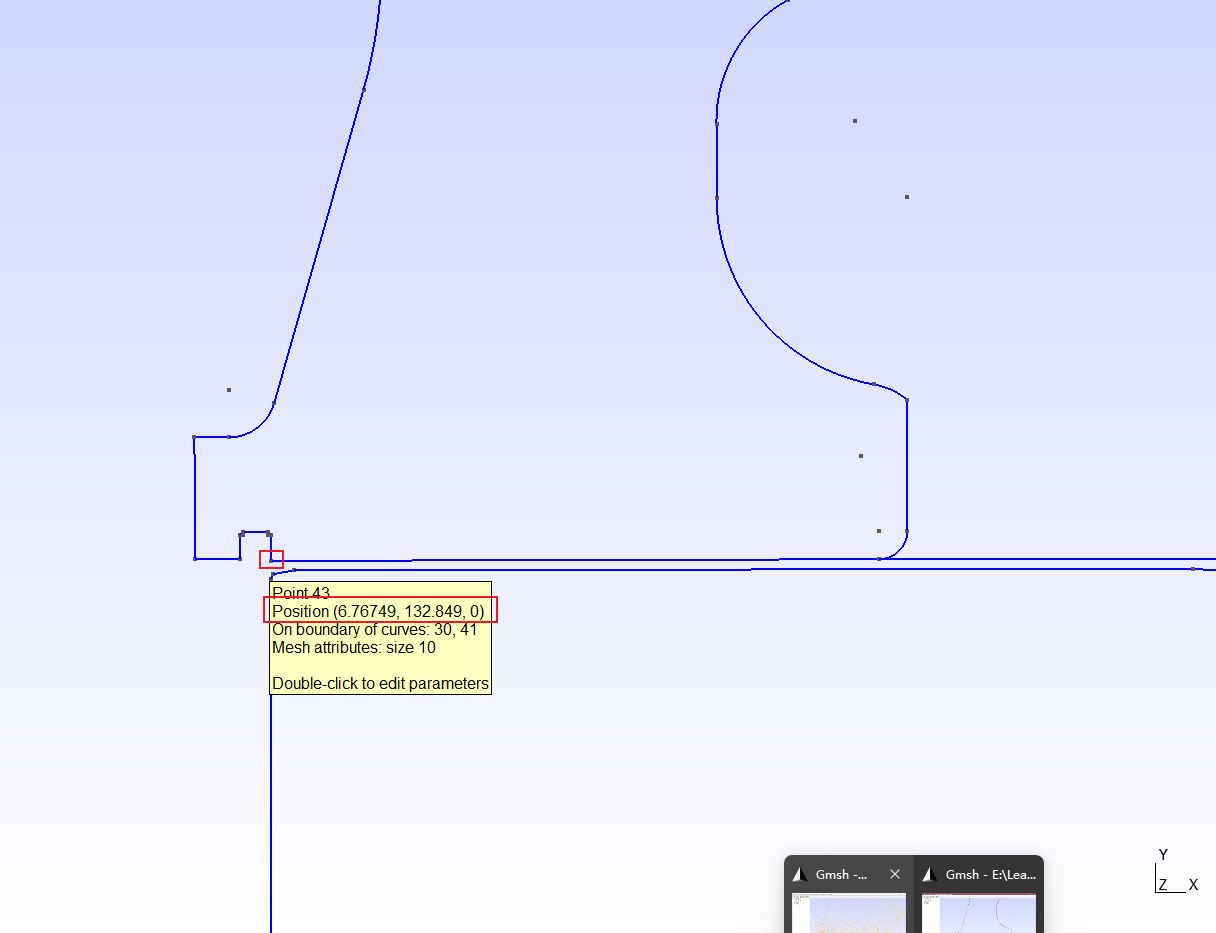 Point 43
Position (6.76749, 132.849, 0)
On boundary of curves: 30, 41
Mesh attributes: size 10
Double-click to edit parameters
Y
Z X
Gmsh -...
Gmsh - E:\Lea...